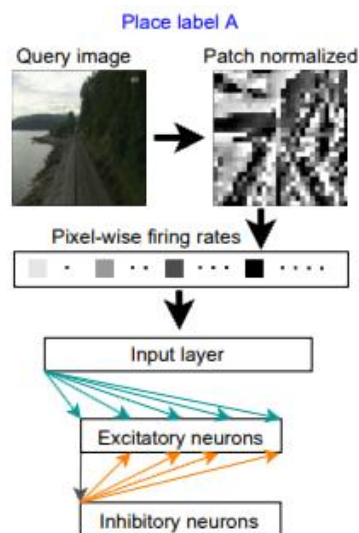 Place label A
Query image
Patch normalized
Pixel-wise firing rates
Input layer
Excitatory neurons
Inhibitory neurons